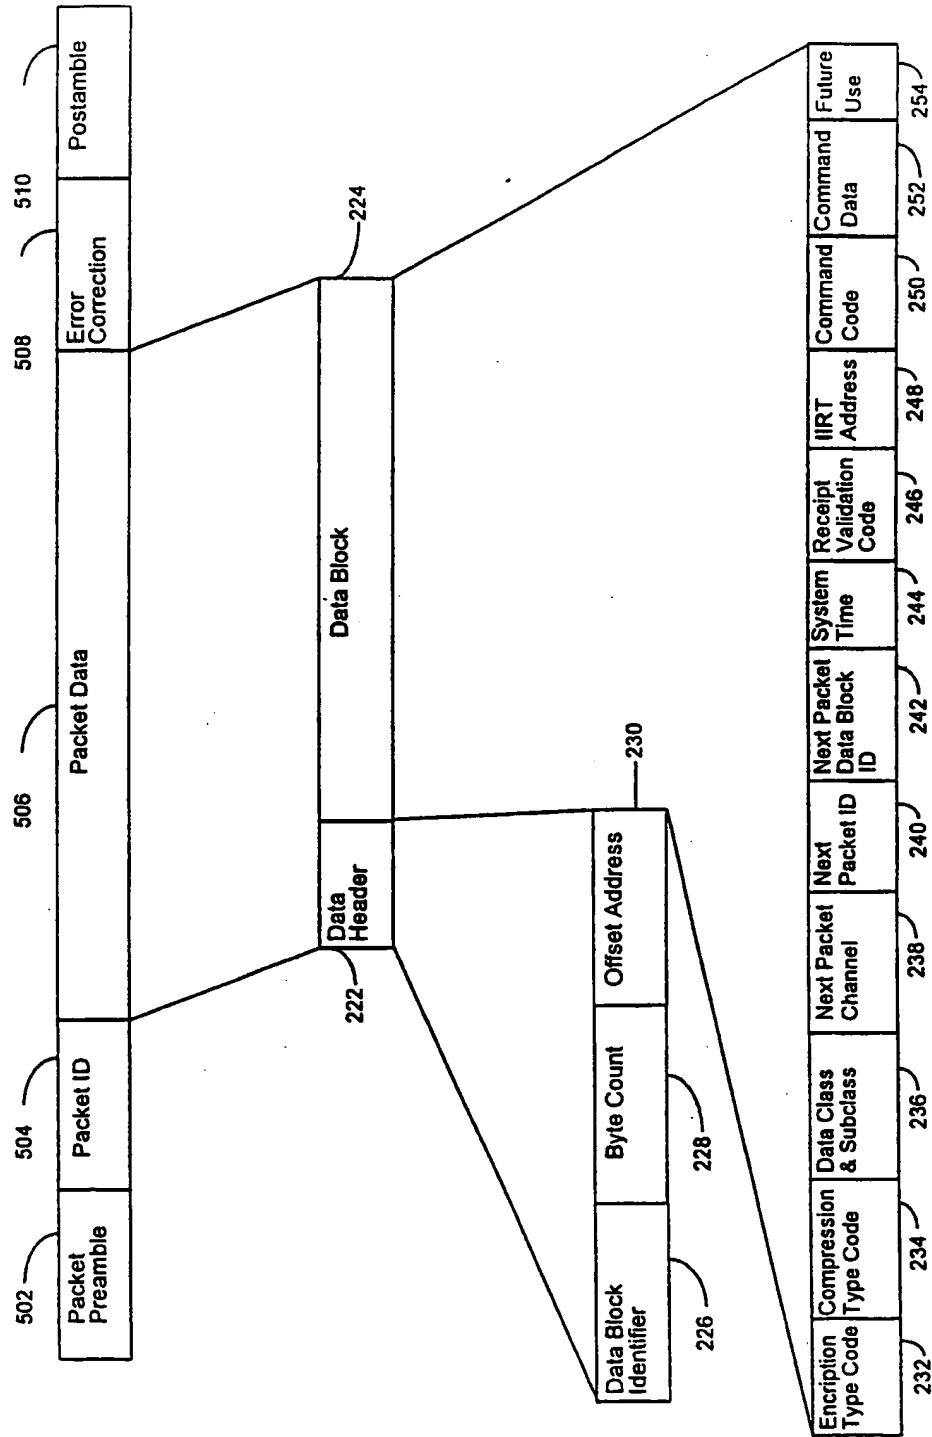 502
504
506
508
510
Packet
Preamble
Packet ID
Packet Data
Error
Correction
Postamble
222
224
Data
Header
Data Block
230
Data Block
Identifier
Byte Count
Offset Address
226
228
Encription
Type Code
Compression
Type Code
Data Class
& Subclass
Next Packet
Channel
Next
Packet ID
Next Packet
Data Block
ID
System
Time
Receipt
Validation
Code
IIRT
Address
Command
Code
Command
Data
Future
Use
232
234
236
238
240
242
244
246
248
250
252
254